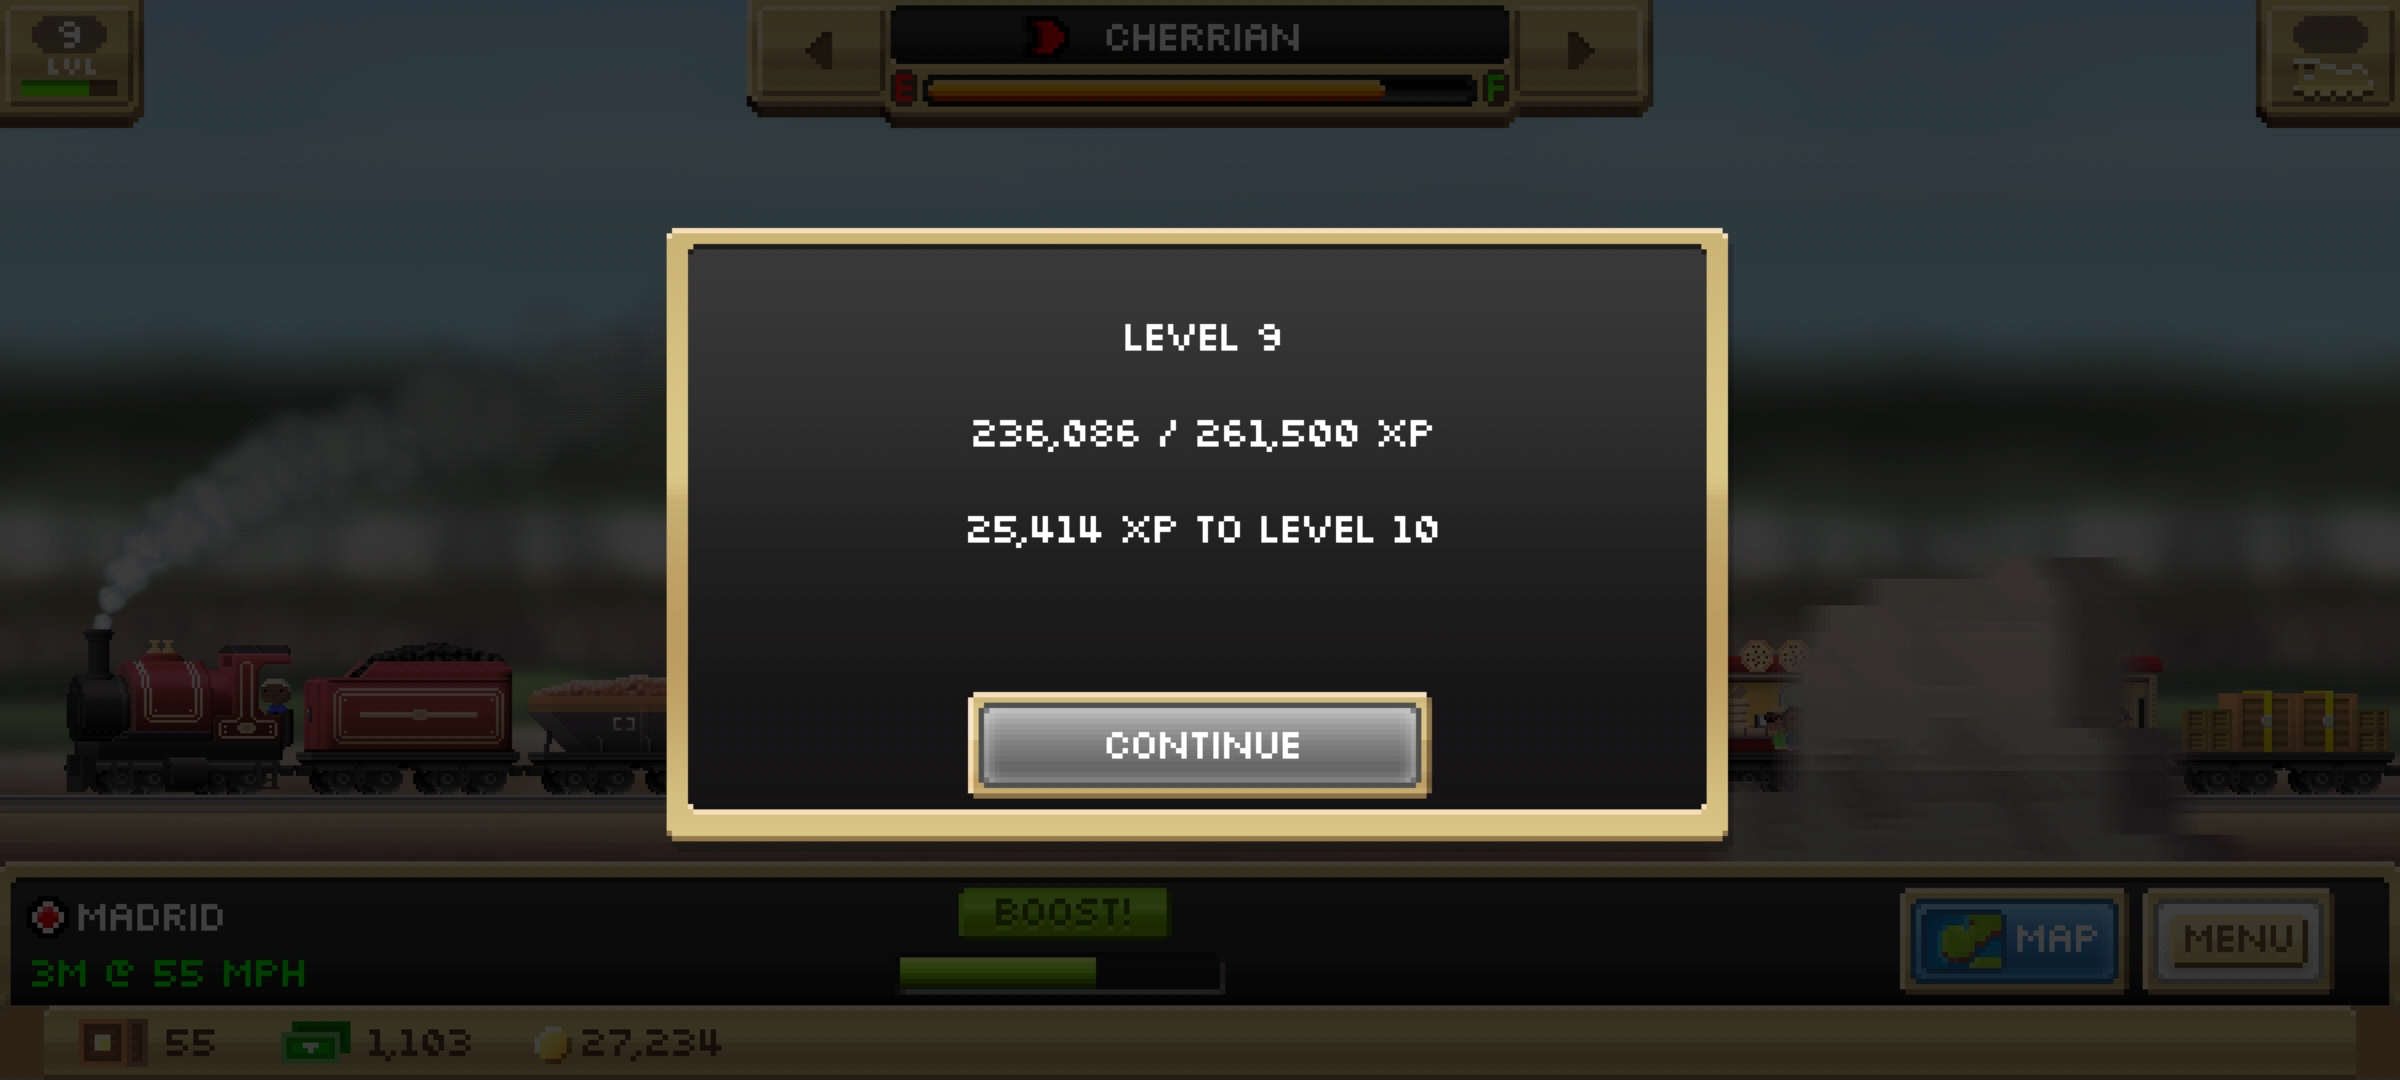 9
LVL
CHERRIAN
E F
LEVEL 9
236,086 / 261,500 XP
25,414 XP TO LEVEL 10
CONTINUE
MADRID
3M @ 55 MPH
BOOST!
MAP
MENU
55 1,103 27,234